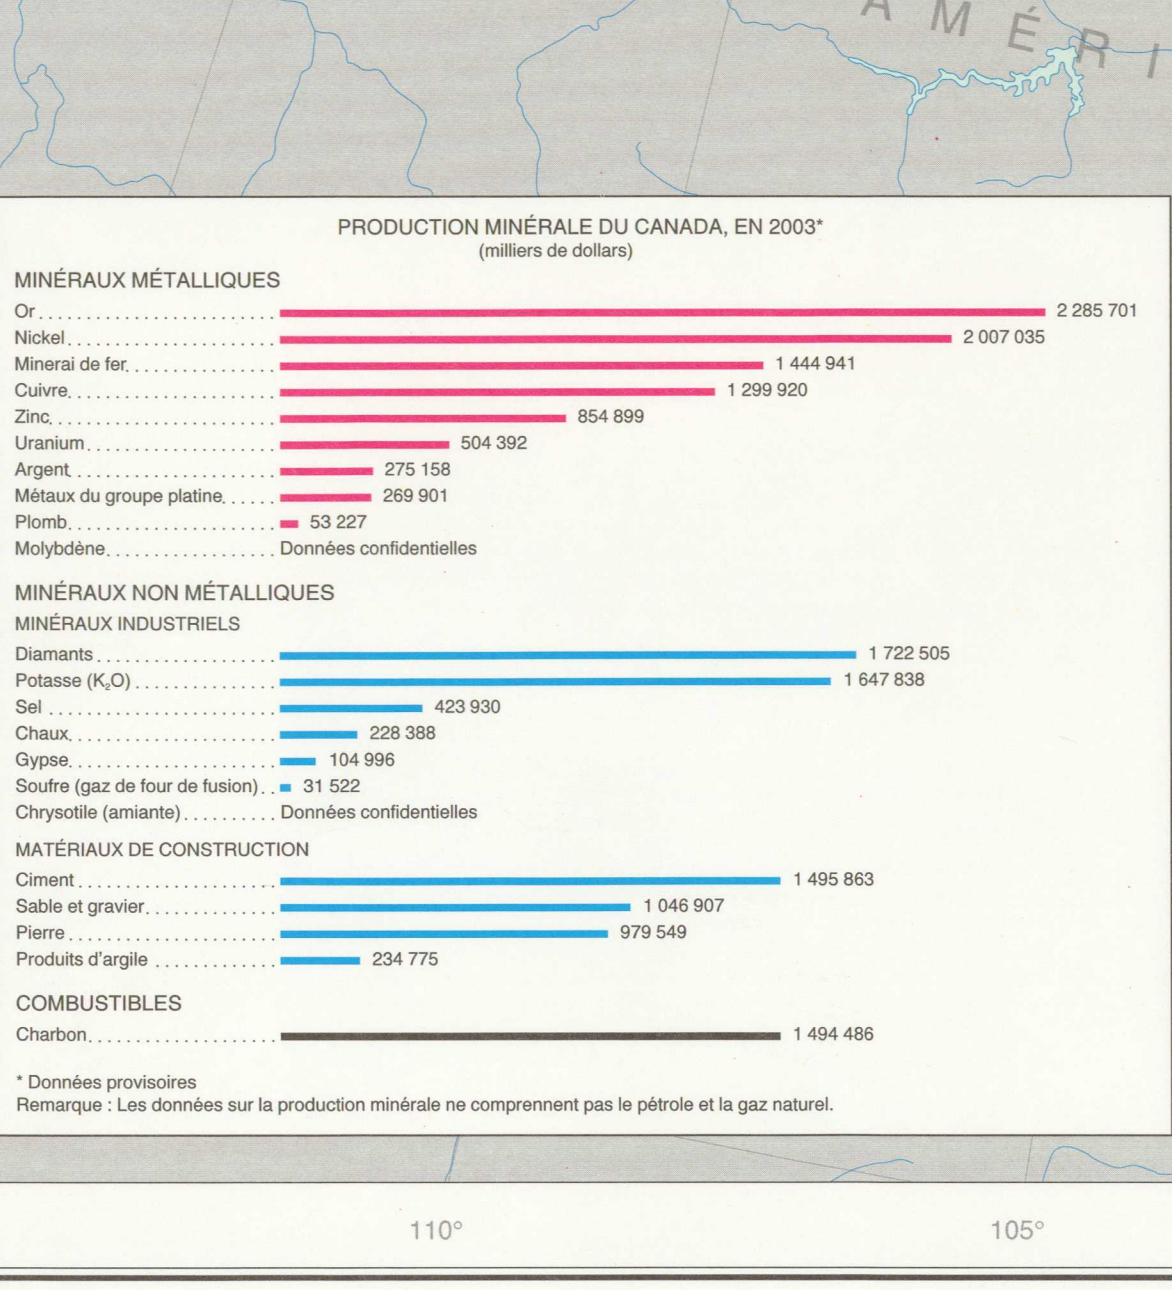 AMÉRI
PRODUCTION MINÉRALE DU CANADA, EN 2003*
(milliers de dollars)
MINÉRAUX MÉTALLIQUES
Or........................ 2 285 701
Nickel..................... 2 007 035
Minerai de fer............... 1 444 941
Cuivre..................... 1 299 920
Zinc....................... 854 899
Uranium.................... 504 392
Argent..................... 275 158
Métaux du groupe platine...... 269 901
Plomb...................... 53 227
Molybdène.................. Données confidentielles
MINÉRAUX NON MÉTALLIQUES
MINÉRAUX INDUSTRIELS
Diamants................... 1 722 505
Potasse (K₂O)............... 1 647 838
Sel........................ 423 930
Chaux...................... 228 388
Gypse...................... 104 996
Soufre (gaz de four de fusion).. 31 522
Chrysotile (amiante).......... Données confidentielles
MATÉRIAUX DE CONSTRUCTION
Ciment..................... 1 495 863
Sable et gravier.............. 1 046 907
Pierre...................... 979 549
Produits d'argile ............. 234 775
COMBUSTIBLES
Charbon.................... 1 494 486
* Données provisoires
Remarque : Les données sur la production minérale ne comprennent pas le pétrole et la gaz naturel.
110° 105°